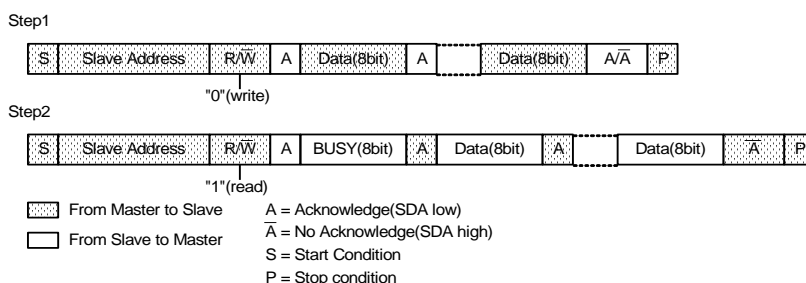 Step1
S Slave Address R/W̅ A Data(8bit) A Data(8bit) A/A̅ P
"0"(write)
Step2
S Slave Address R/W̅ A BUSY(8bit) A Data(8bit) A Data(8bit) A̅ P
"1"(read)
From Master to Slave
From Slave to Master
A = Acknowledge(SDA low)
A̅ = No Acknowledge(SDA high)
S = Start Condition
P = Stop condition